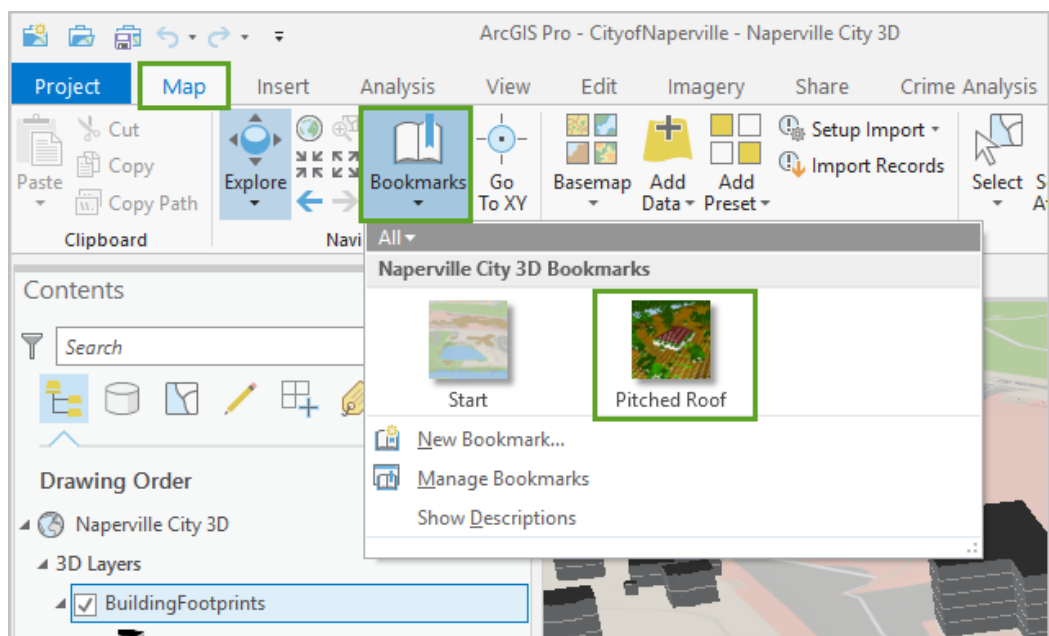 ArcGIS Pro - CityofNaperville - Naperville City 3D
Project Map Insert Analysis View Edit Imagery Share Crime Analysis
Paste
Cut
Copy
Copy Path
Clipboard
Explore
Navi
Bookmarks
Go
To XY
Basemap
Add
Data
Add
Preset
Setup Import
Import Records
Select
All
Naperville City 3D Bookmarks
Start
Pitched Roof
New Bookmark...
Manage Bookmarks
Show Descriptions
Contents
Search
Drawing Order
Naperville City 3D
3D Layers
BuildingFootprints